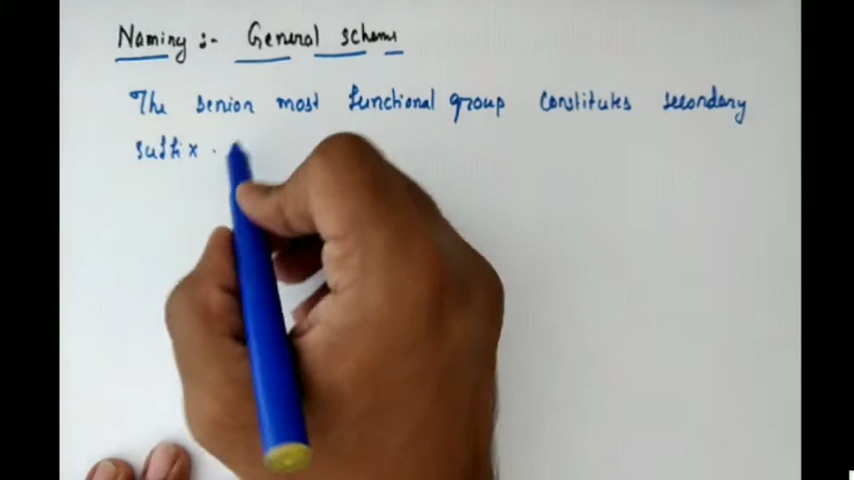 Naming :- General scheme
The senior most functional group constitutes secondary
suffix .